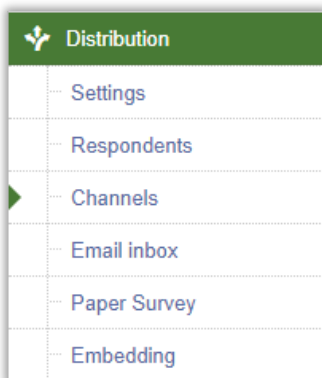 Distribution
Settings
Respondents
Channels
Email inbox
Paper Survey
Embedding